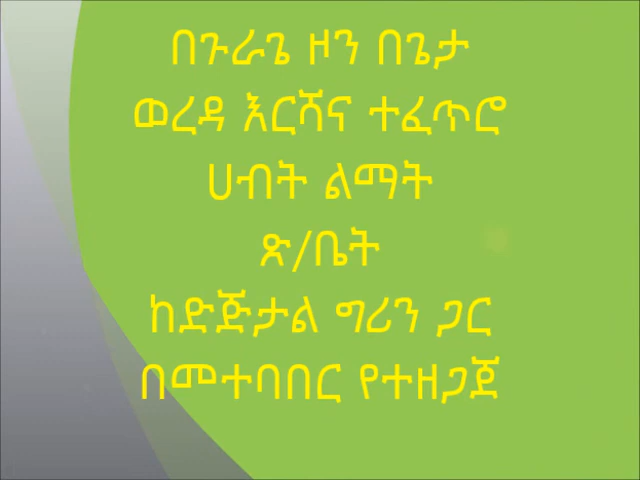 በጉራጌ ዞን በጌታ
ወረዳ እርሻና ተፈጥሮ
ሀብት ልማት
ጽ/ቤት
ከድጅታል ግሪን ጋር
በመተባበር የተዘጋጀ